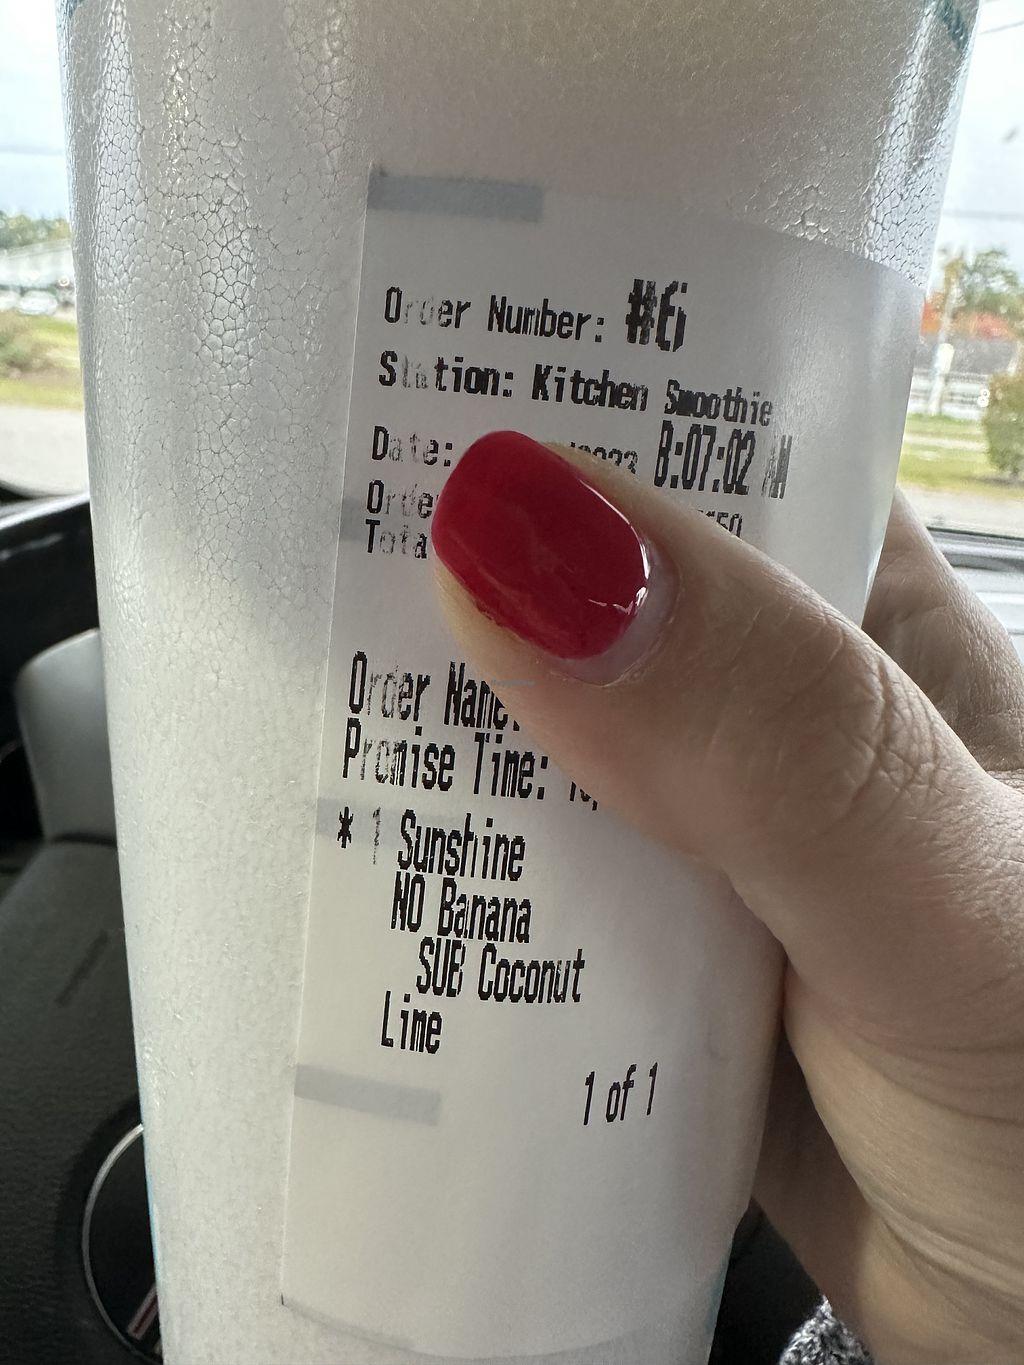 Order Number: #6
Station: Kitchen Smoothie
Date: 8:07:02 AM
Order Name:
Promise Time:
* 1 Sunshine
NO Banana
SUB Coconut
Lime
1 of 1